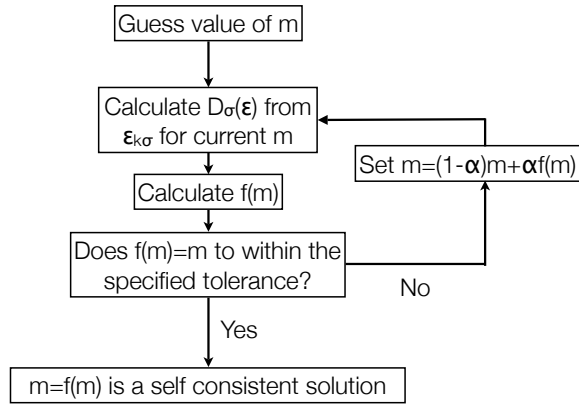 Guess value of m
Calculate Dσ(ε) from
εkσ for current m
Set m=(1-α)m+αf(m)
Calculate f(m)
Does f(m)=m to within the
specified tolerance?
No
Yes
m=f(m) is a self consistent solution